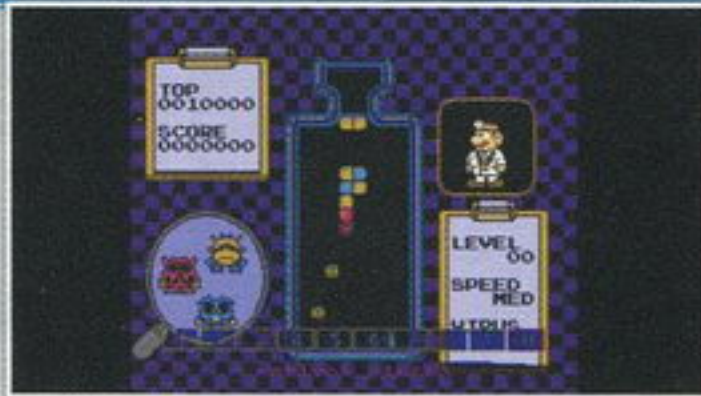 TOP
0010000
SCORE
0000000
LEVEL
00
SPEED
MED
VIRUS